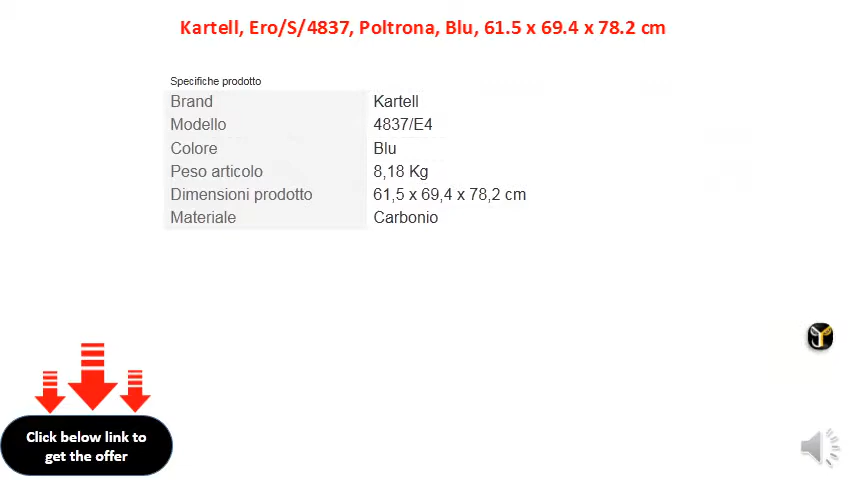 Kartell, Ero/S/4837, Poltrona, Blu, 61.5 x 69.4 x 78.2 cm
Specifiche prodotto
Brand Kartell
Modello 4837/E4
Colore Blu
Peso articolo 8,18 Kg
Dimensioni prodotto 61,5 x 69,4 x 78,2 cm
Materiale Carbonio
Click below link to
get the offer